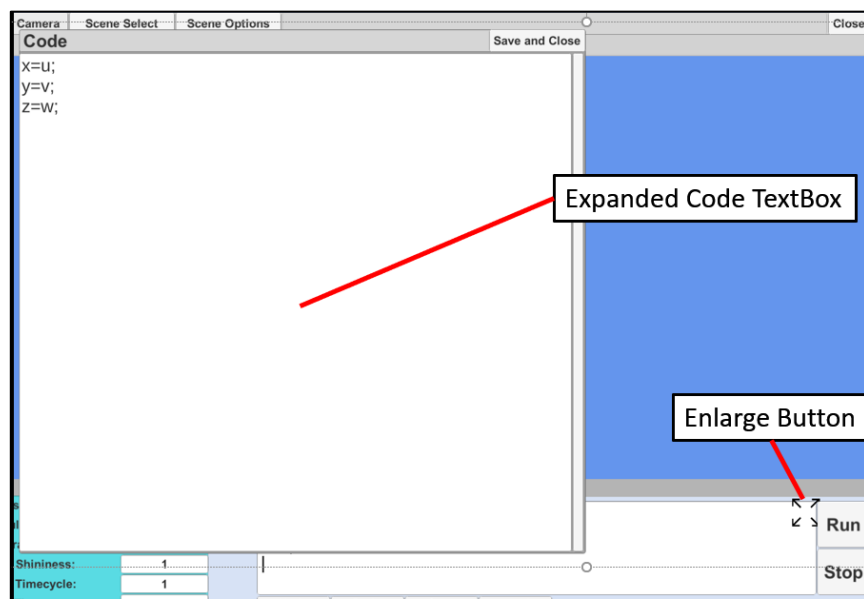 Camera Scene Select Scene Options Close
Code Save and Close
x=u;
y=v;
z=w;
Expanded Code TextBox
Enlarge Button
Run
Shininess: 1
Stop
Timecycle: 1